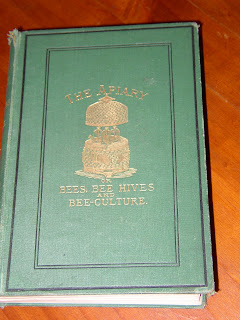 THE APIARY
OR
BEES, BEE HIVES
AND
BEE-CULTURE.